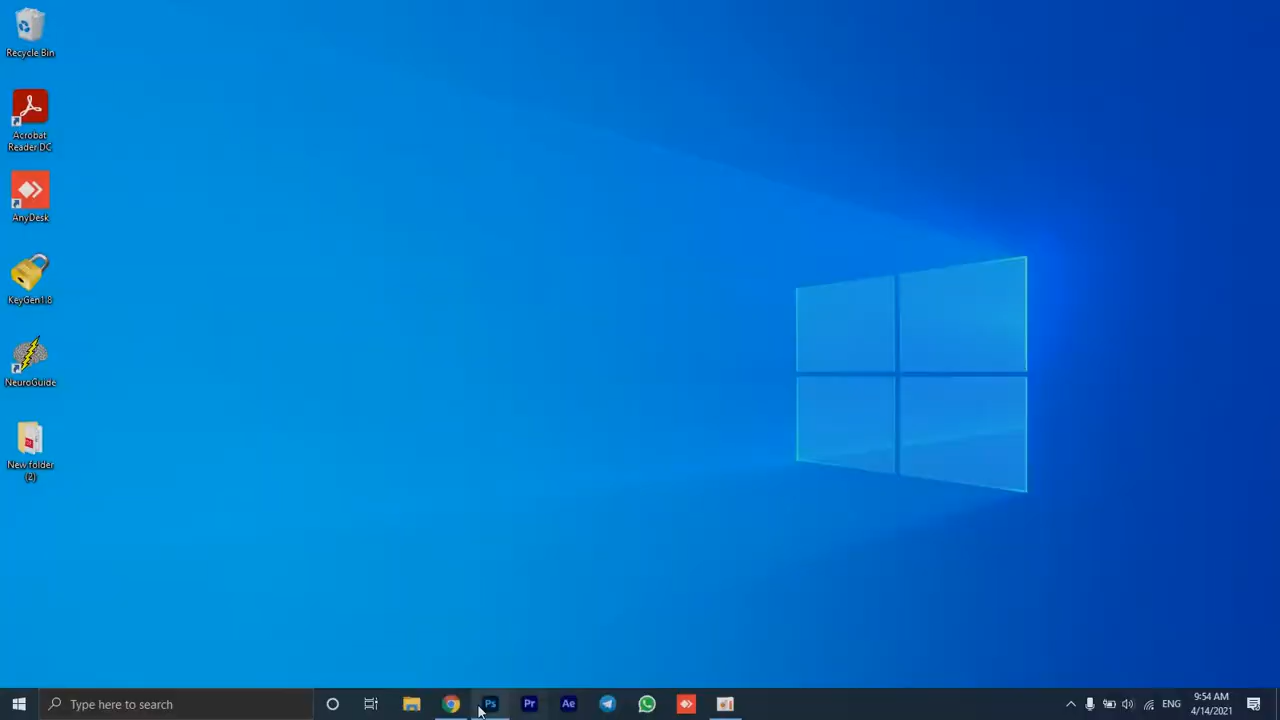 Recycle Bin
Acrobat
Reader DC
AnyDesk
KeyGen1.8
NeuroGuide
New folder
(2)
Type here to search
Ps
Pr
Ae
ENG
9:54 AM
4/14/2021